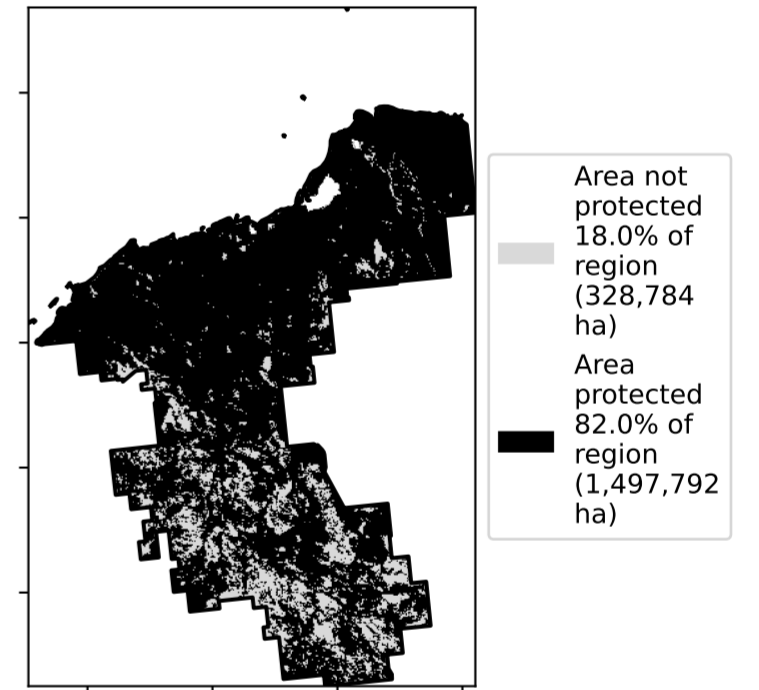 Area not
protected
18.0% of
region
(328,784
ha)
Area
protected
82.0% of
region
(1,497,792
ha)